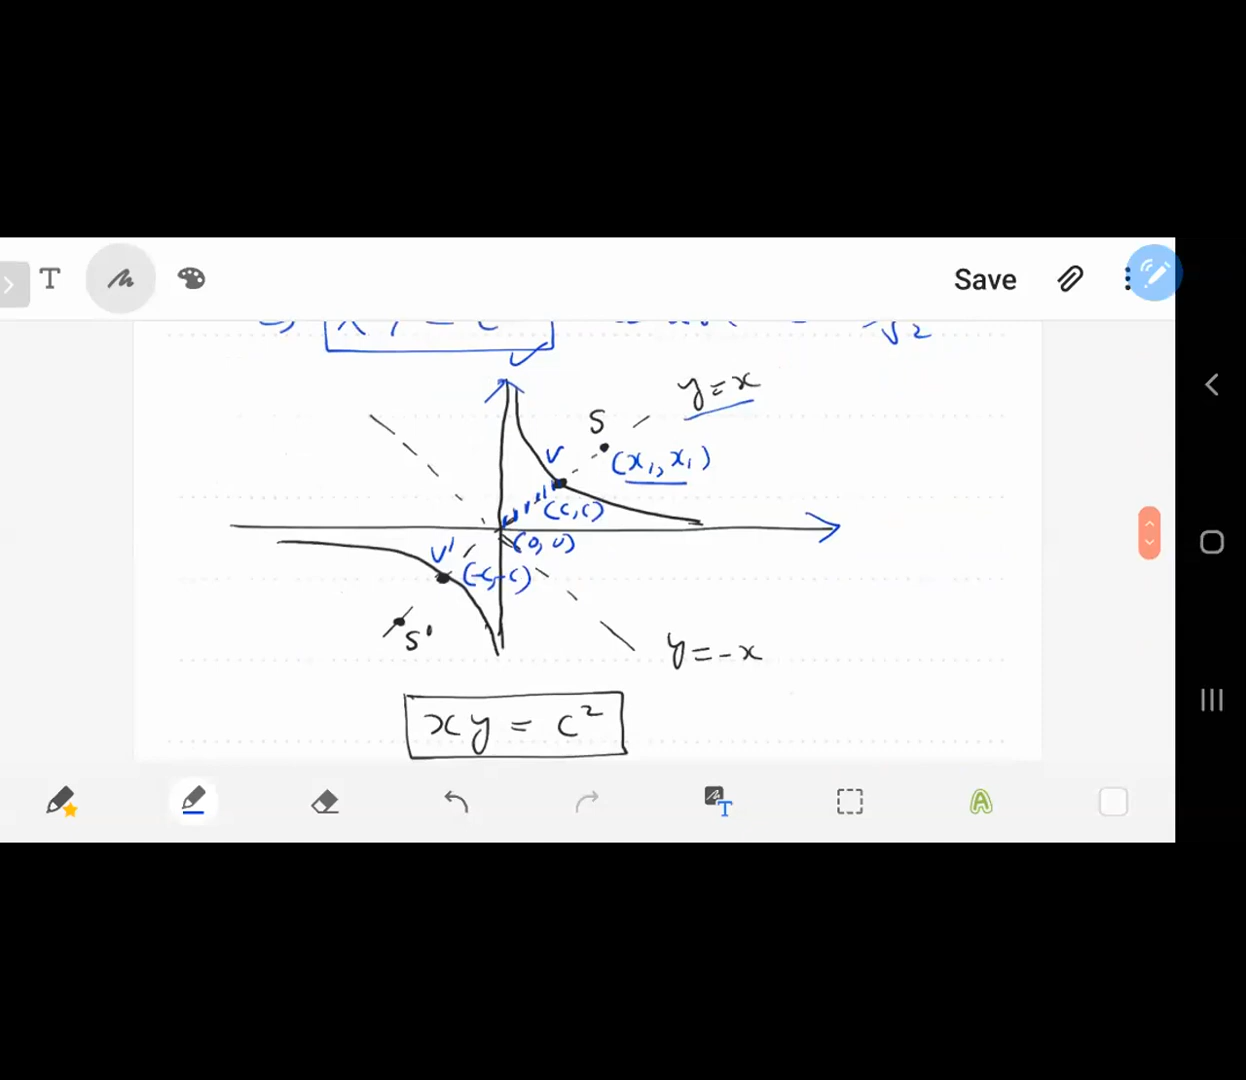 T
Save
y = x
S
V
(x₁, x₁)
(c, c)
(0, 0)
V'
(-c, -c)
S'
y = -x
xy = c²
T
A